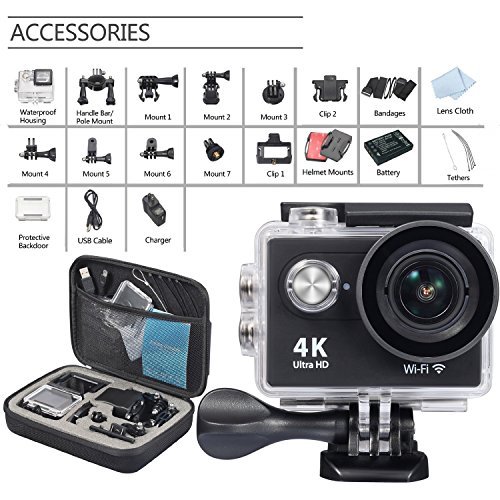 ACCESSORIES
Waterproof
Housing
Handle Bar/
Pole Mount
Mount 1
Mount 2
Mount 3
Clip 2
Bandages
Lens Cloth
Mount 4
Mount 5
Mount 6
Mount 7
Clip 1
Helmet Mounts
Battery
Tethers
Protective
Backdoor
USB Cable
Charger
4K
Ultra HD
Wi-Fi